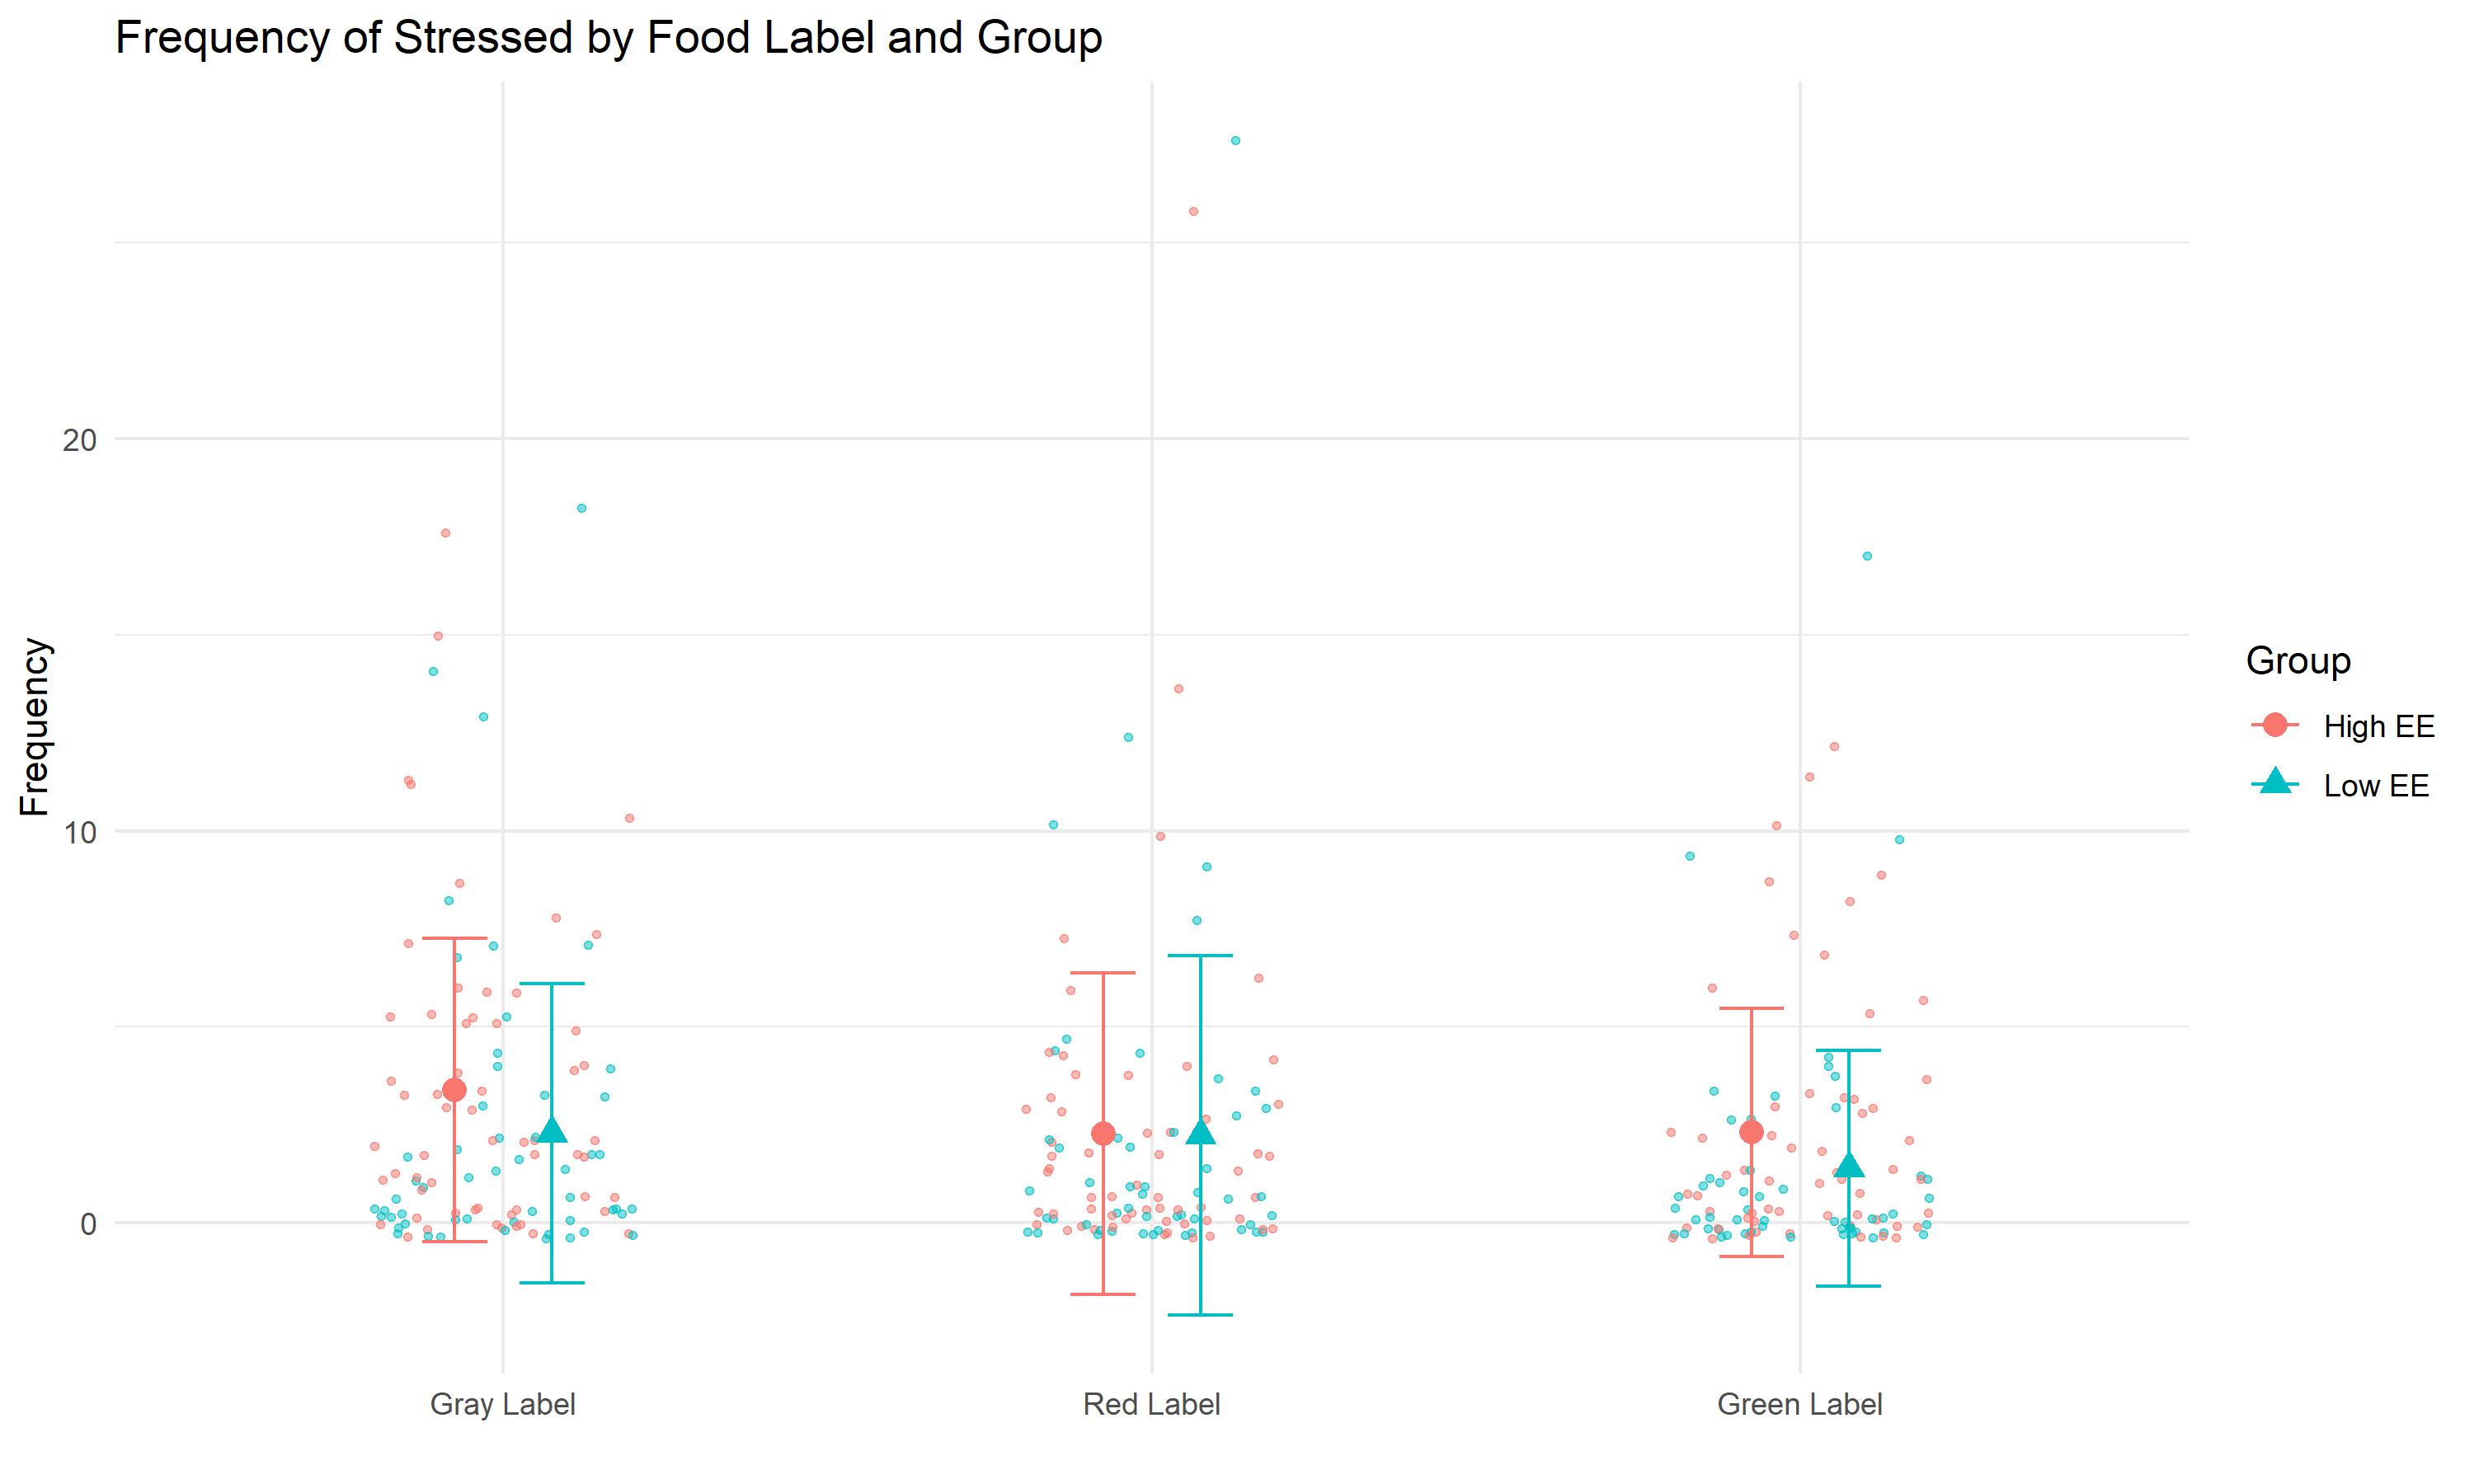 Frequency of Stressed by Food Label and Group
Frequency
20
10
0
Gray Label
Red Label
Green Label
Group
High EE
Low EE